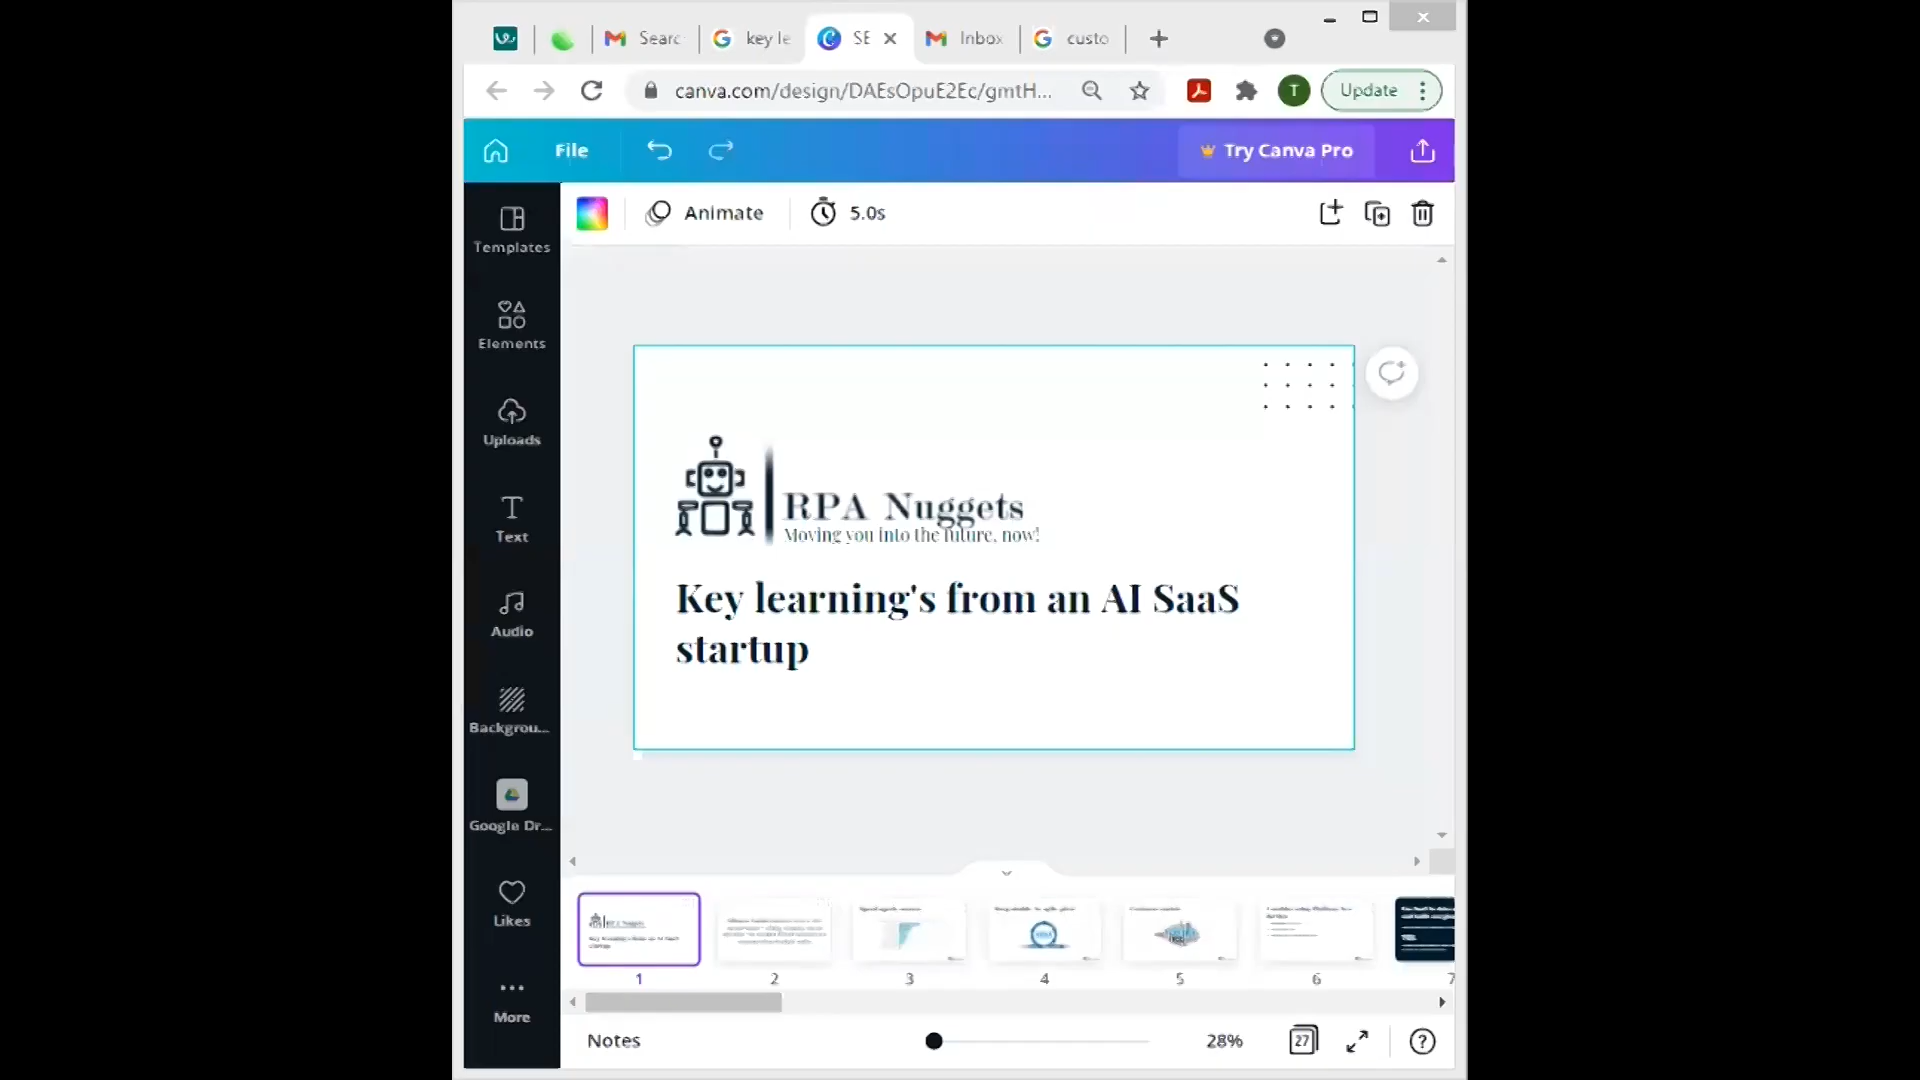 Searc
key le
SE
Inbox
custo
canva.com/design/DAEsOpuE2Ec/gmtH...
T
Update
File
Try Canva Pro
Animate
5.0s
Templates
Elements
Uploads
Text
Audio
Backgrou...
Google Dr...
Likes
More
RPA Nuggets
Moving you into the future, now!
Key learning's from an AI SaaS
startup
1
2
3
4
5
6
7
Notes
28%
27